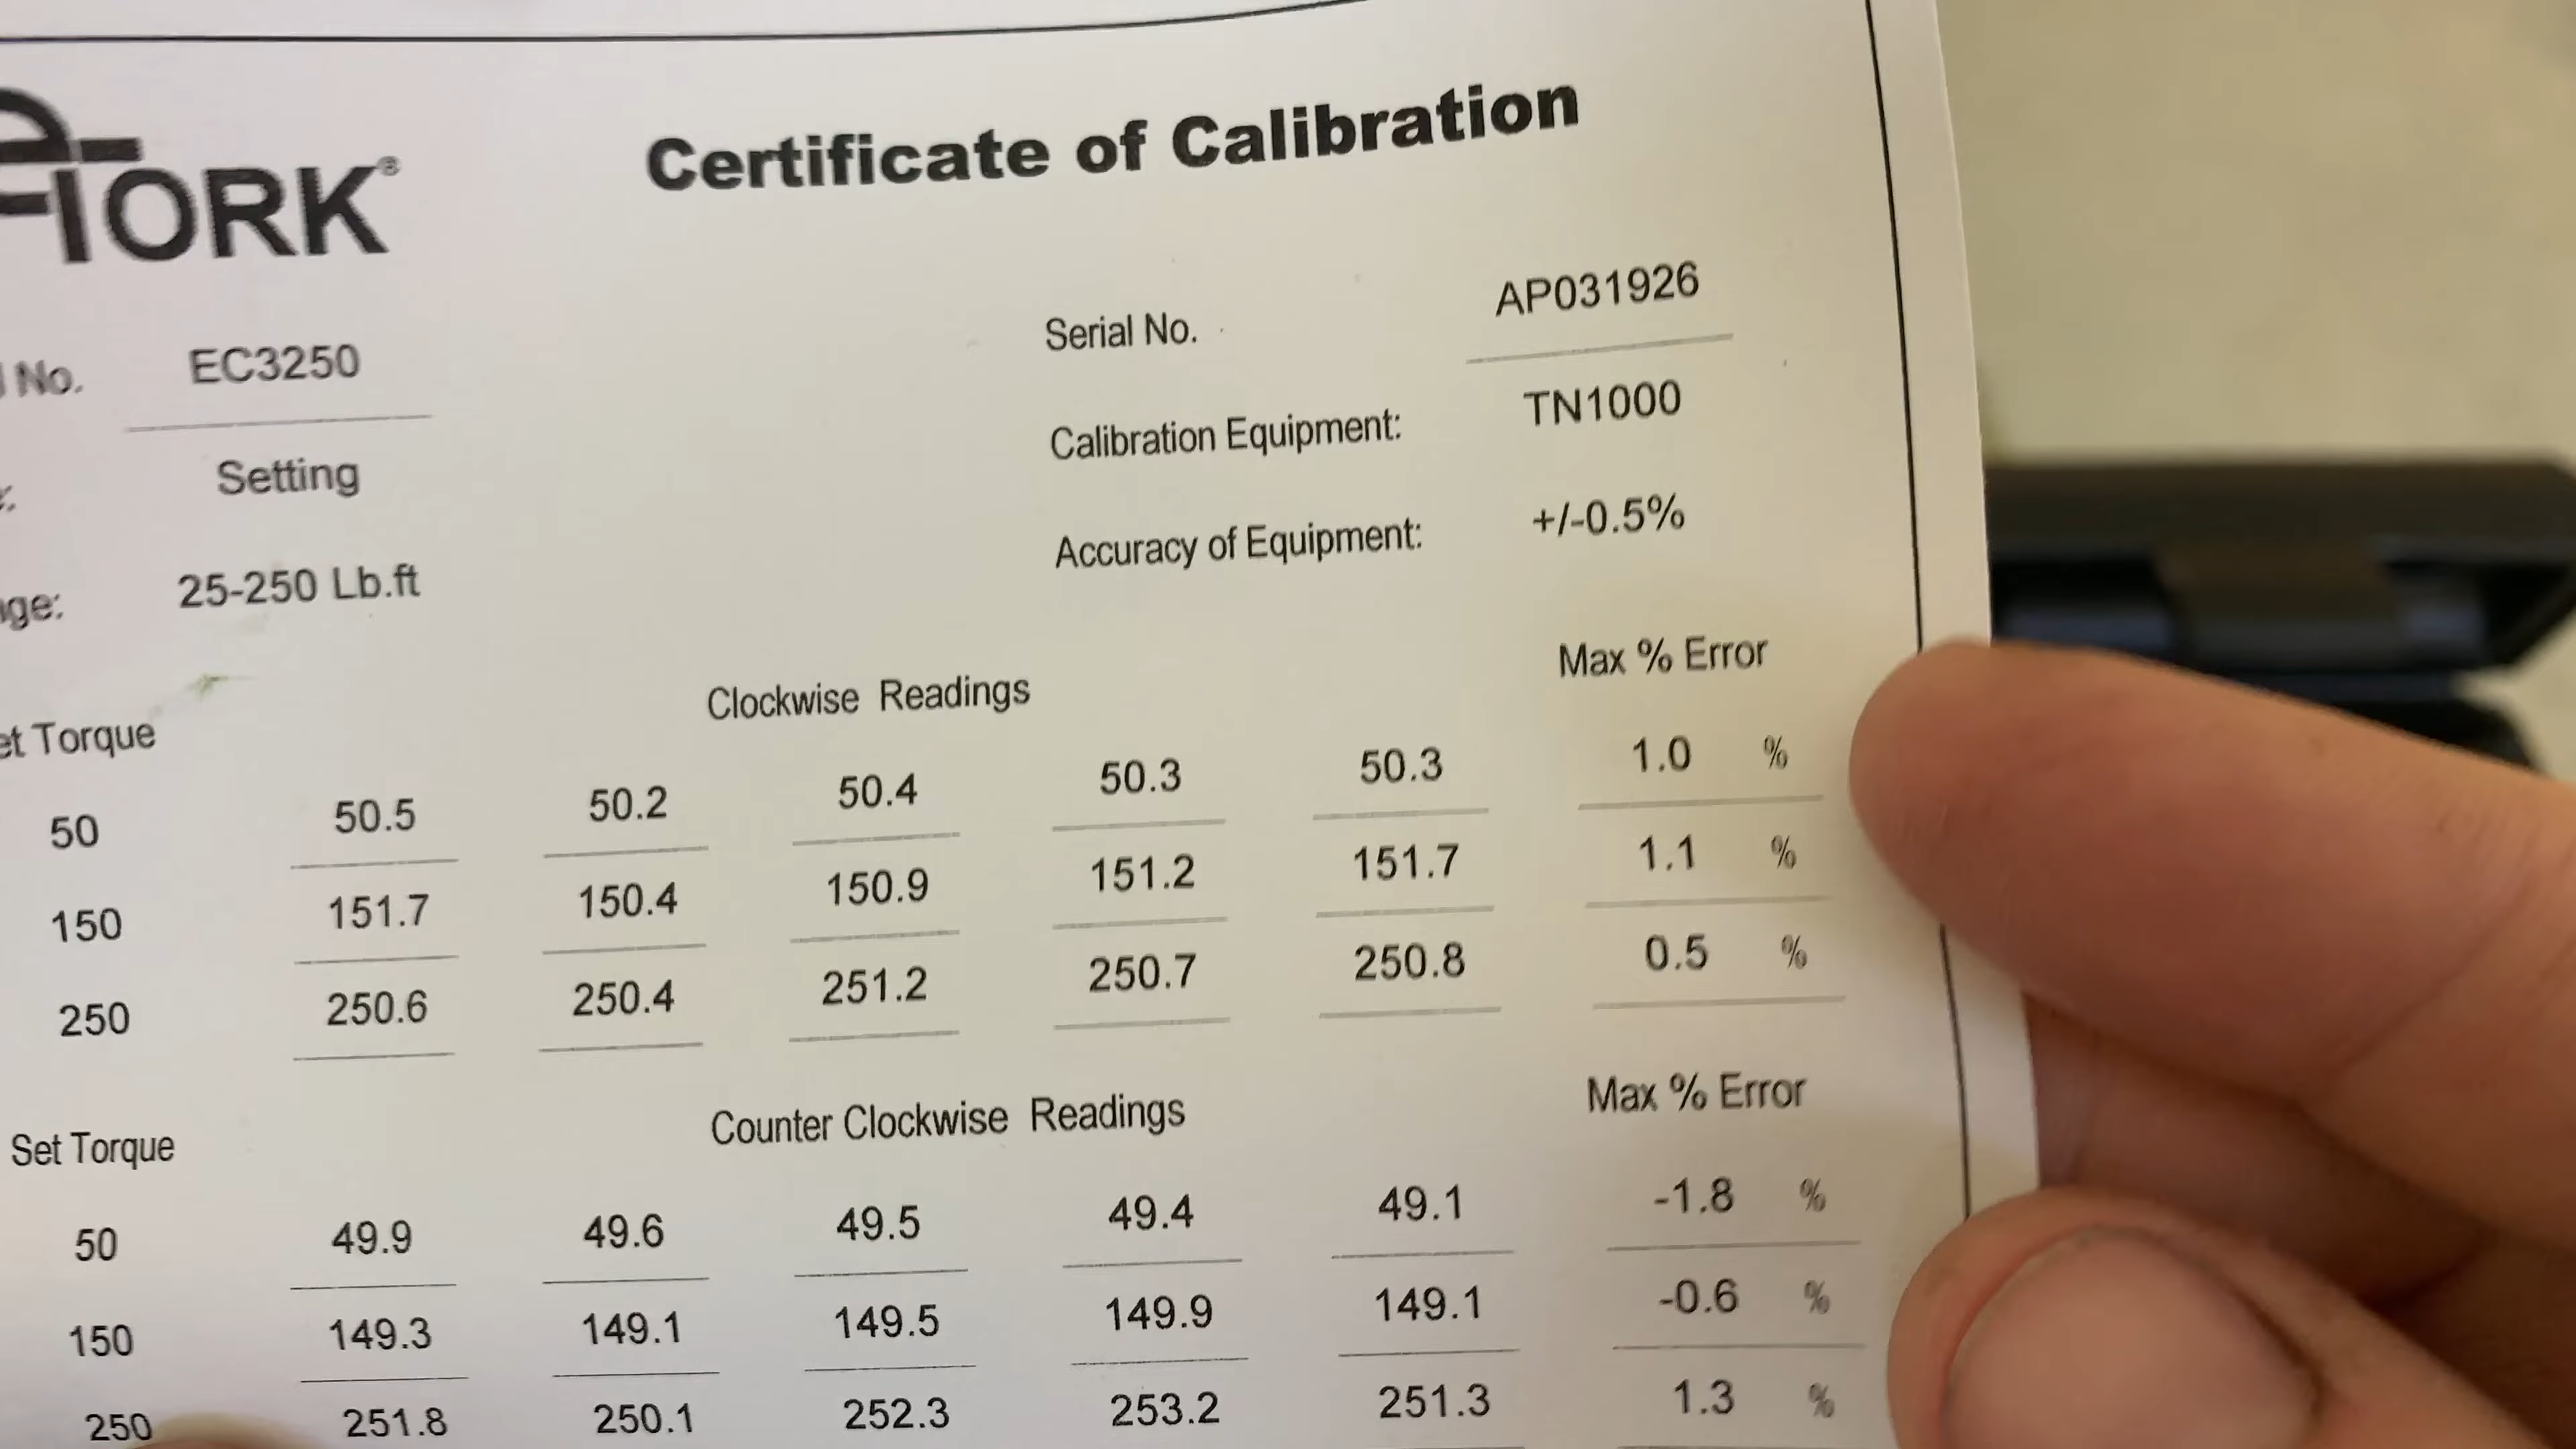 TORK®
Certificate of Calibration
No. EC3250
Serial No. AP031926
Setting
Calibration Equipment: TN1000
25-250 Lb.ft
Accuracy of Equipment: +/-0.5%
Torque Clockwise Readings Max % Error
50 50.5 50.2 50.4 50.3 50.3 1.0 %
150 151.7 150.4 150.9 151.2 151.7 1.1 %
250 250.6 250.4 251.2 250.7 250.8 0.5 %
Set Torque Counter Clockwise Readings Max % Error
50 49.9 49.6 49.5 49.4 49.1 -1.8 %
150 149.3 149.1 149.5 149.9 149.1 -0.6 %
250 251.8 250.1 252.3 253.2 251.3 1.3 %